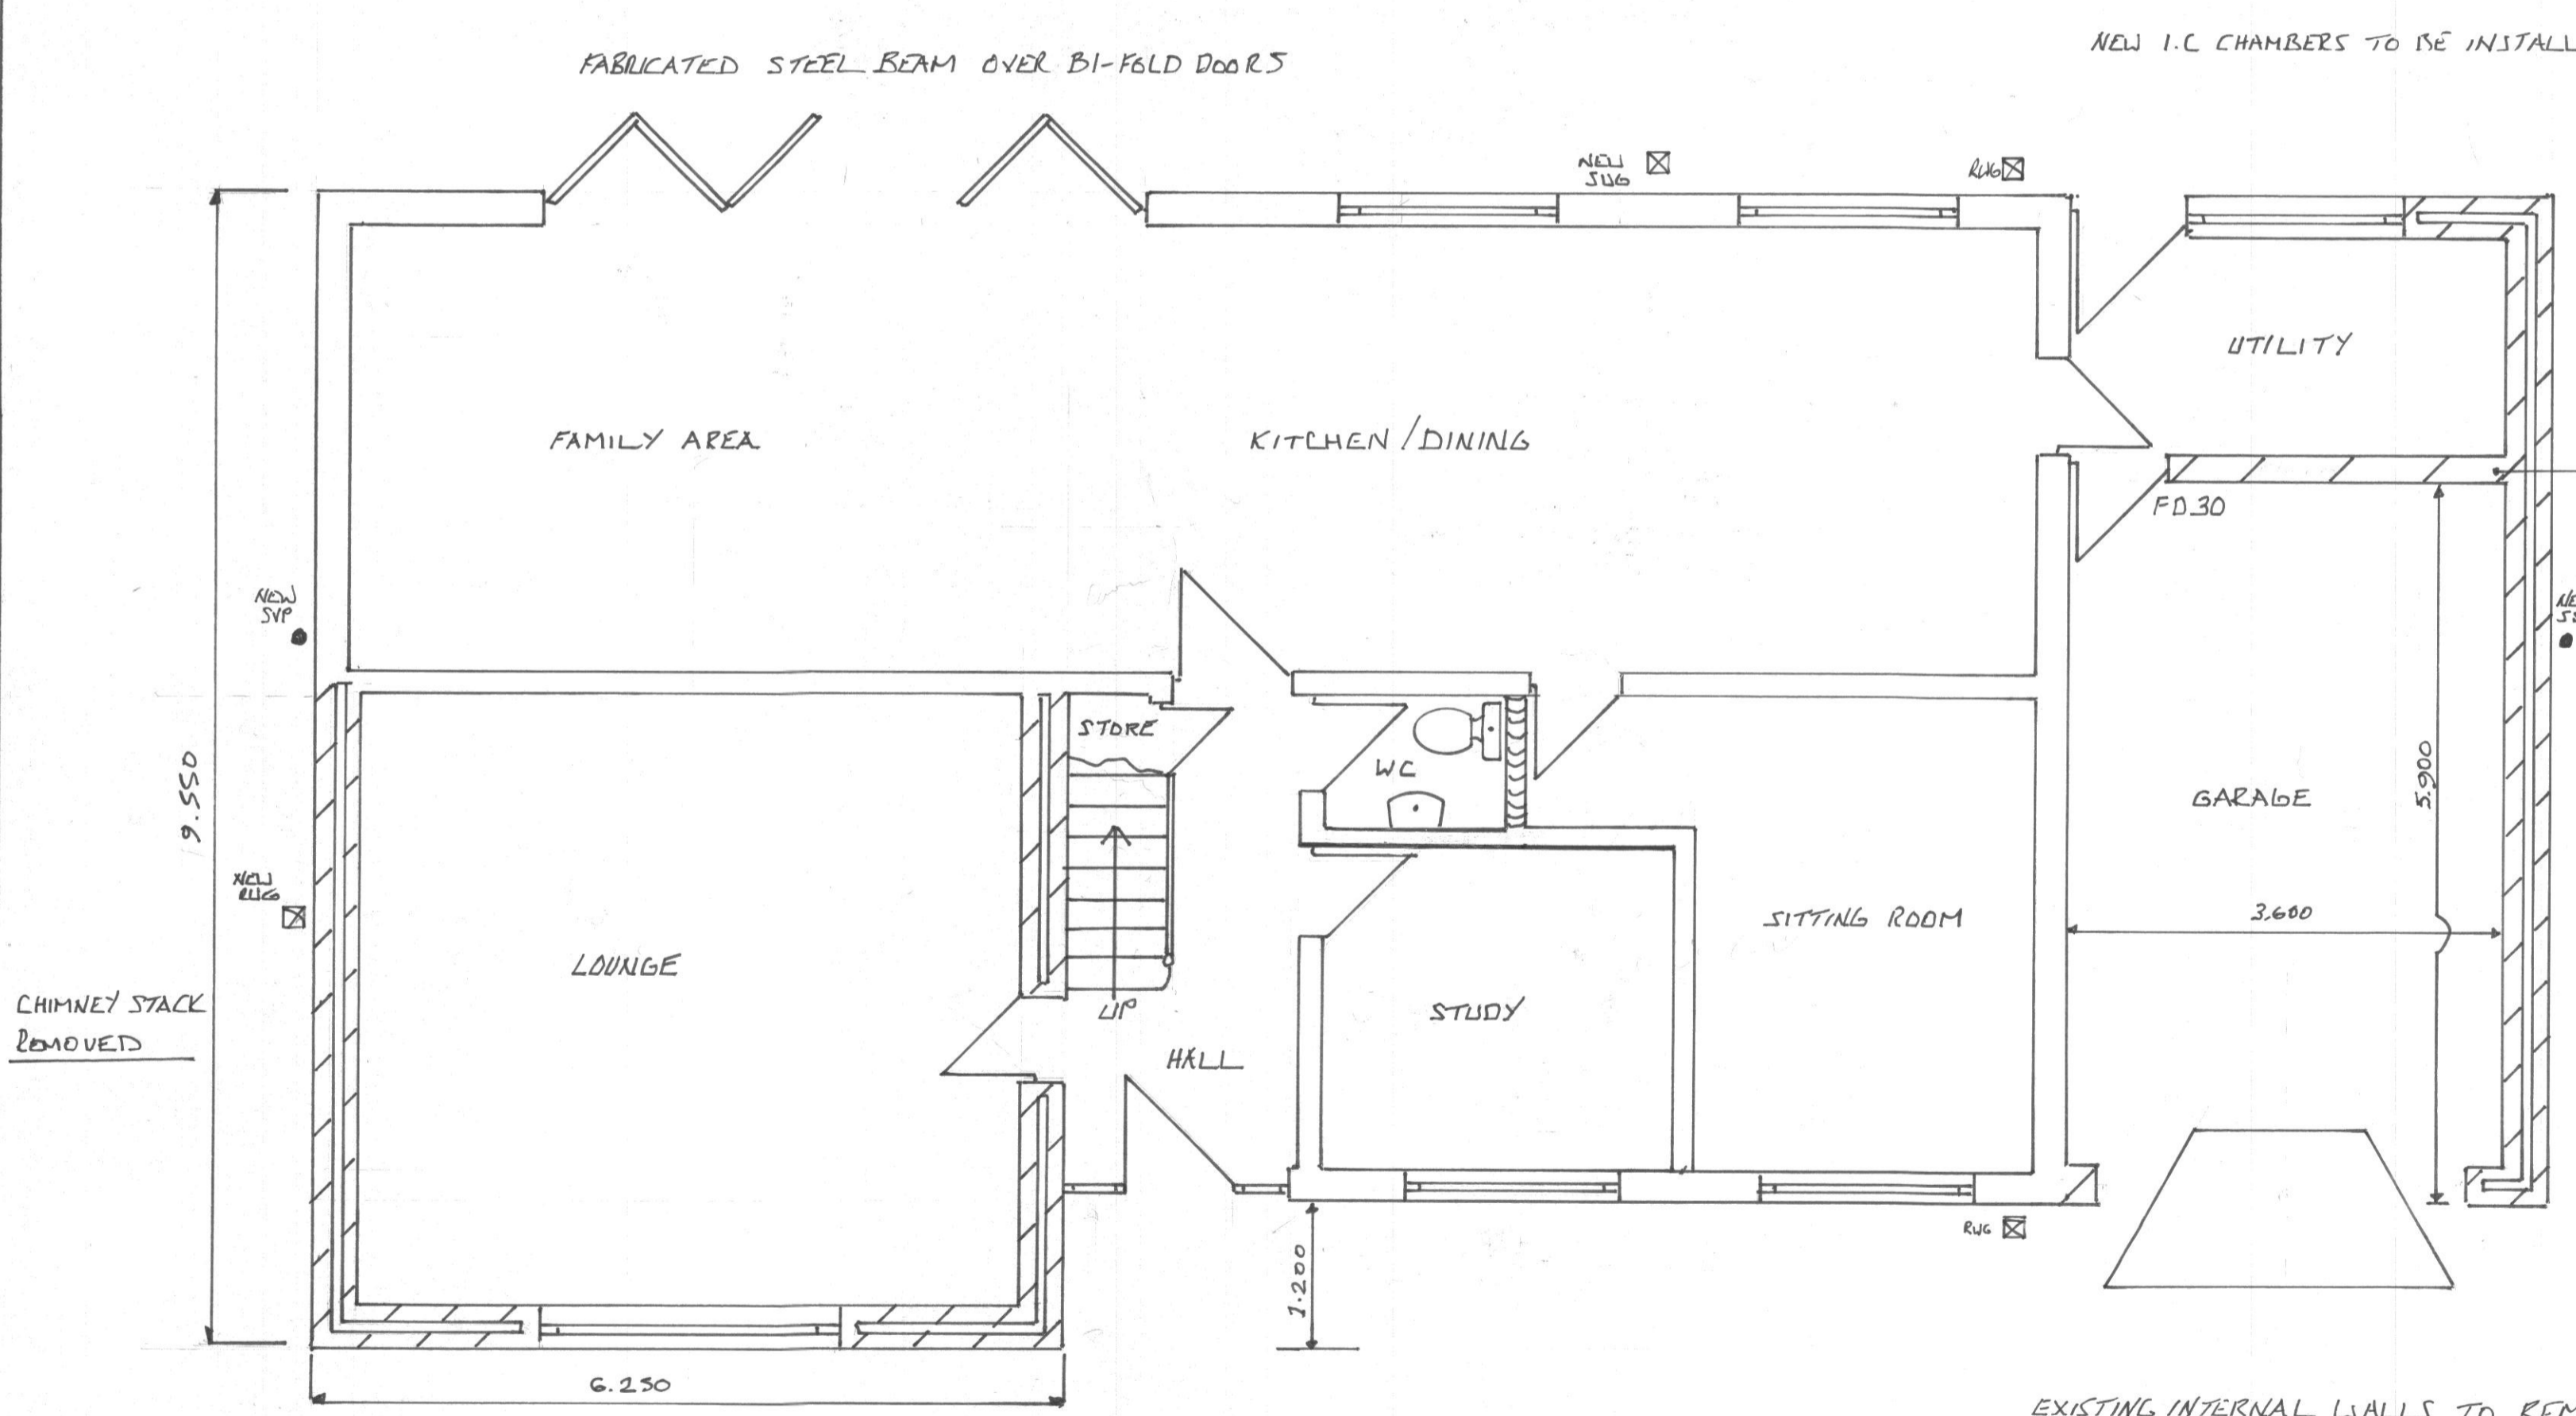 FABRICATED STEEL BEAM OVER BI-FOLD DOORS
NEW I.C CHAMBERS TO BE INSTALL
NEW
SVG
RWG
UTILITY
FAMILY AREA
KITCHEN/DINING
FD30
NEW
SVP
STORE
WC
9.550
5.900
GARAGE
NEW
RWG
3.600
SITTING ROOM
LOUNGE
CHIMNEY STACK
REMOVED
UP
STUDY
HALL
RWG
1.200
6.250
EXISTING INTERNAL WALLS TO REM